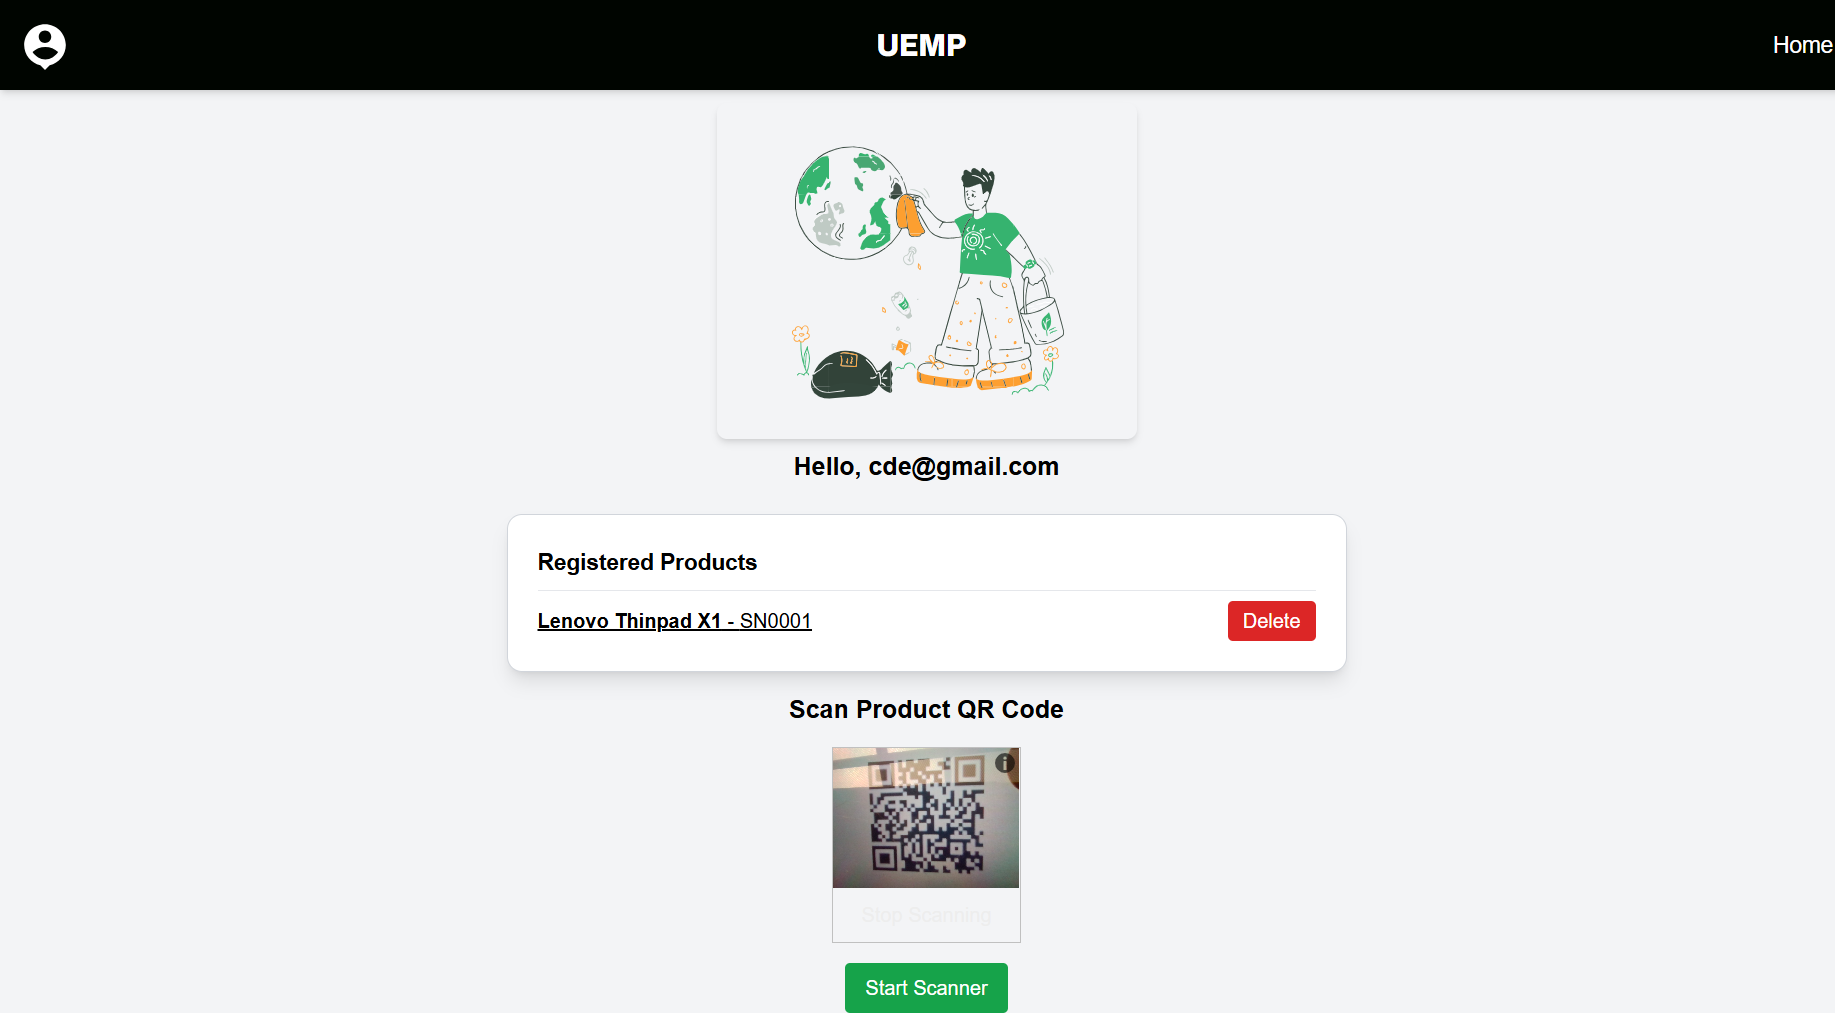 UEMP
Home
Hello, cde@gmail.com
Registered Products
Lenovo Thinpad X1 - SN0001
Delete
Scan Product QR Code
Stop Scanning
Start Scanner